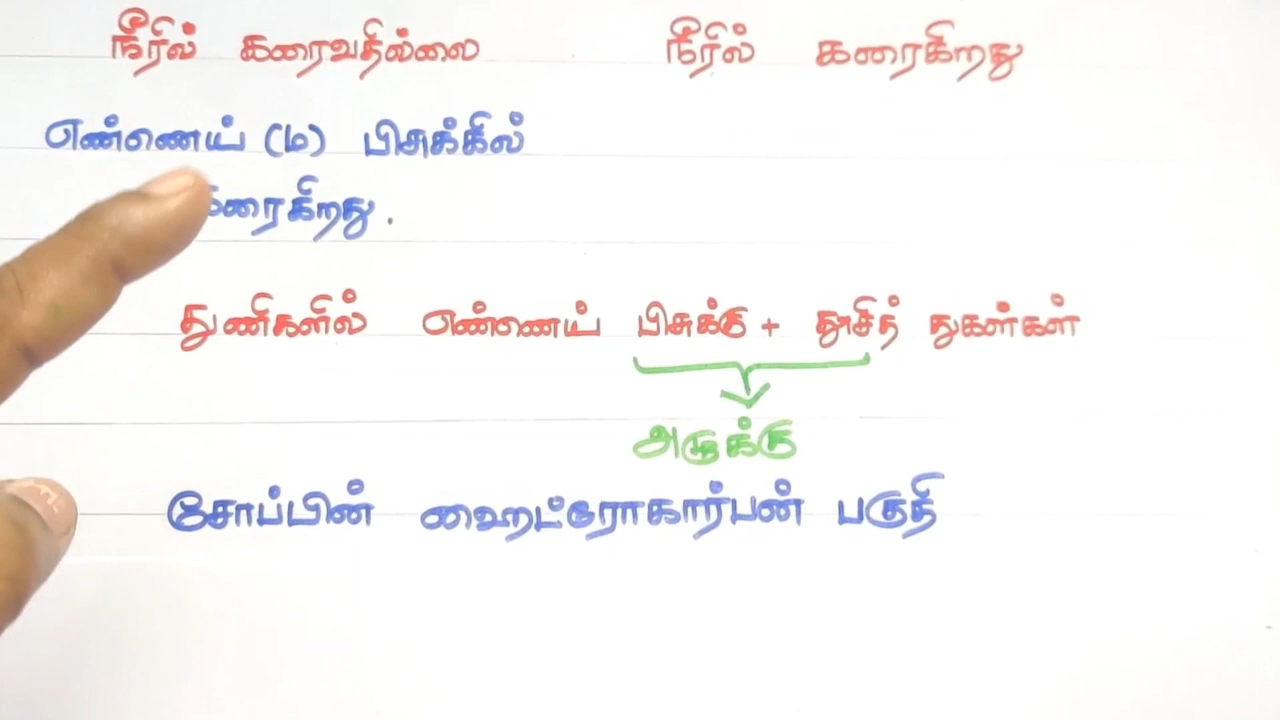 நீரில் கரைவதில்லை நீரில் கரைகிறது
எண்ணெய் (ம) பிசுக்கில்
கரைகிறது.
துணிகளில் எண்ணெய் பிசுக்கு + தூசித் துகள்கள்
அழுக்கு
சோப்பின் ஹைட்ரோகார்பன் பகுதி